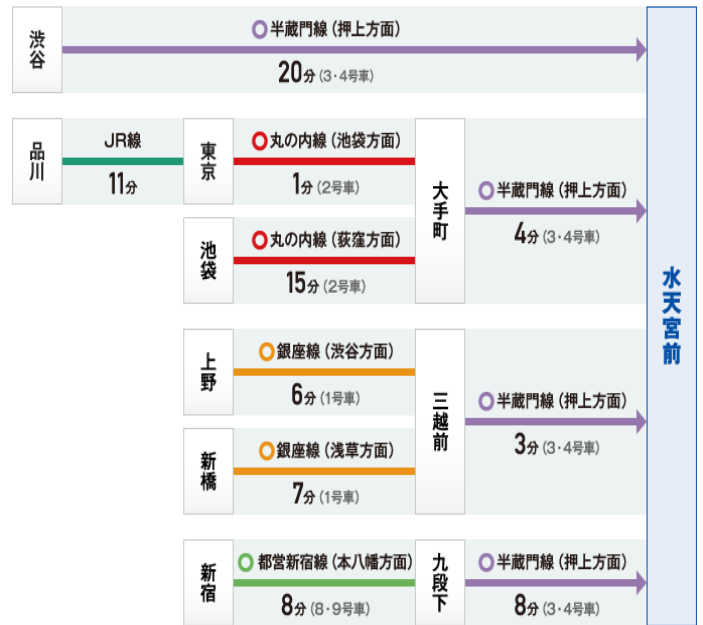 渋谷
半蔵門線（押上方面）
20分（3・4号車）
品川
JR線
11分
東京
丸の内線（池袋方面）
1分（2号車）
池袋
丸の内線（荻窪方面）
15分（2号車）
大手町
半蔵門線（押上方面）
4分（3・4号車）
上野
銀座線（渋谷方面）
6分（1号車）
新橋
銀座線（浅草方面）
7分（1号車）
三越前
半蔵門線（押上方面）
3分（3・4号車）
新宿
都営新宿線（本八幡方面）
8分（8・9号車）
九段下
半蔵門線（押上方面）
8分（3・4号車）
水天宮前